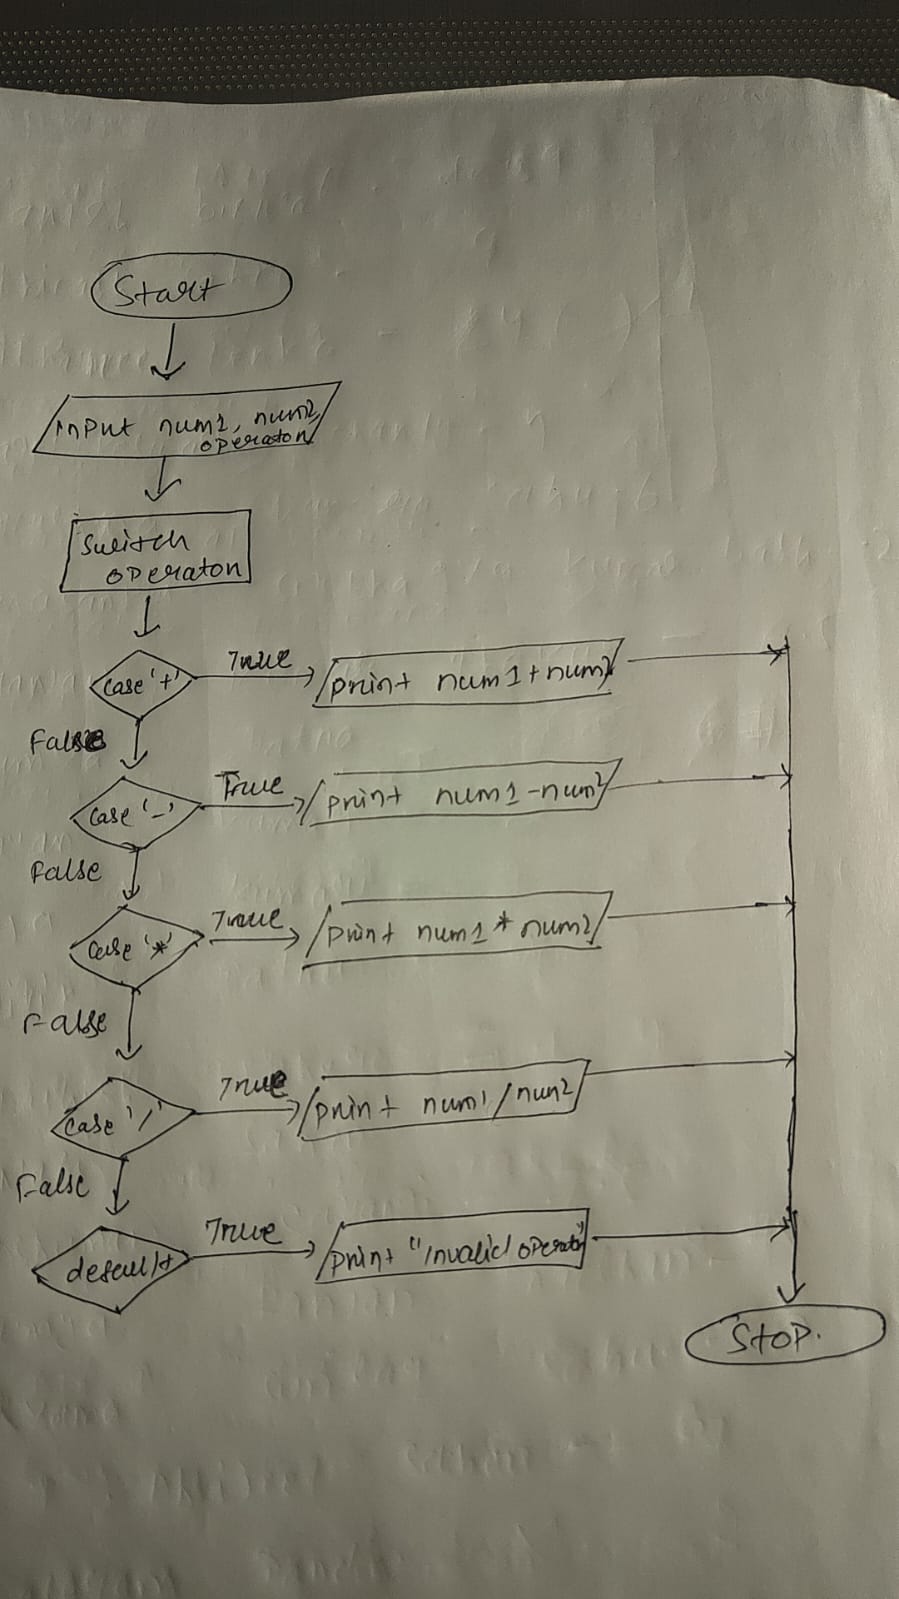 Start
input num1, num2,
operator
Switch
operator
case '+'
True
print num1+num2
False
case '-'
True
print num1-num2
False
case '*'
True
print num1 * num2
False
case '/'
True
print num1/num2
False
default
True
print "Invalid operator"
Stop.